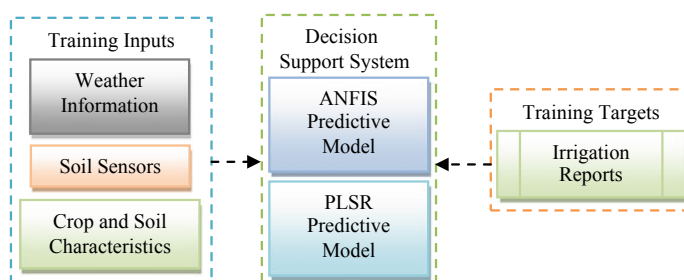 Training Inputs
Weather
Information
Soil Sensors
Crop and Soil
Characteristics
Decision
Support System
ANFIS
Predictive
Model
PLSR
Predictive
Model
Training Targets
Irrigation
Reports